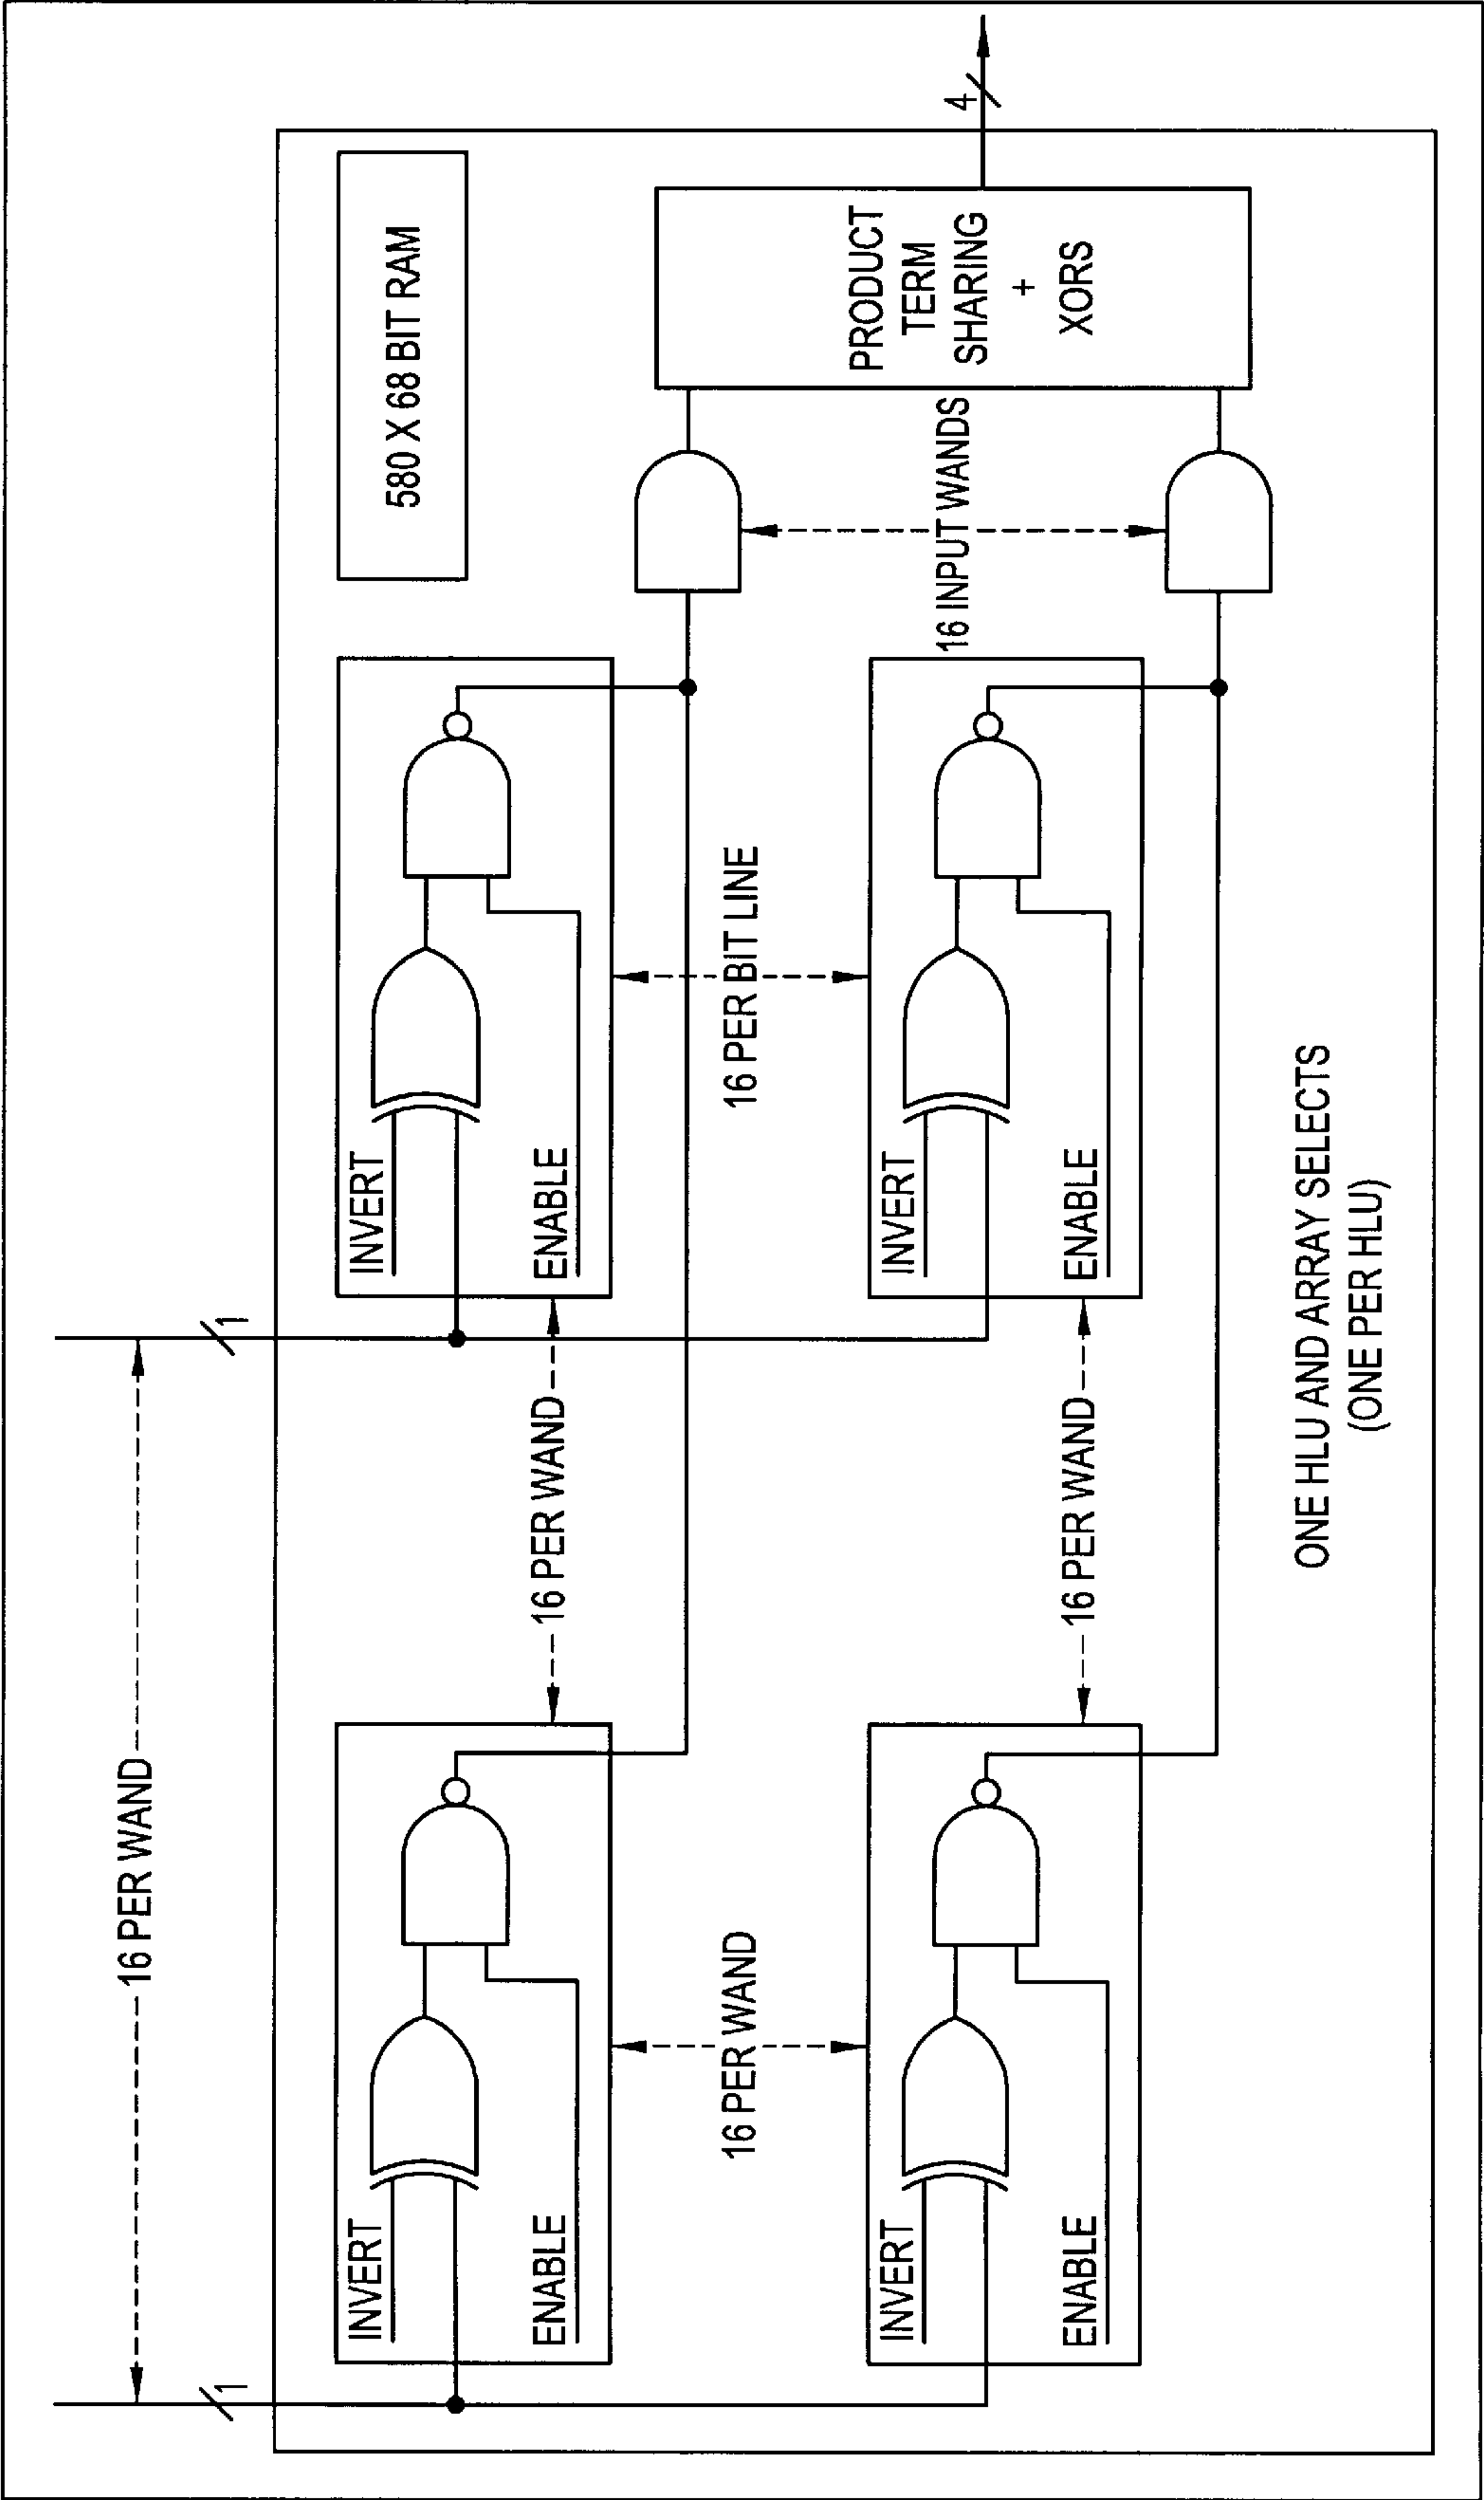 16 PER WAND
1
1
INVERT
ENABLE
16 PER WAND
INVERT
ENABLE
580 X 68 BIT RAM
16 PER WAND
16 PER BIT LINE
INVERT
ENABLE
16 PER WAND
INVERT
ENABLE
16 INPUT WANDS
PRODUCT
TERM
SHARING
+
XORS
4
ONE HLU AND ARRAY SELECTS
(ONE PER HLU)